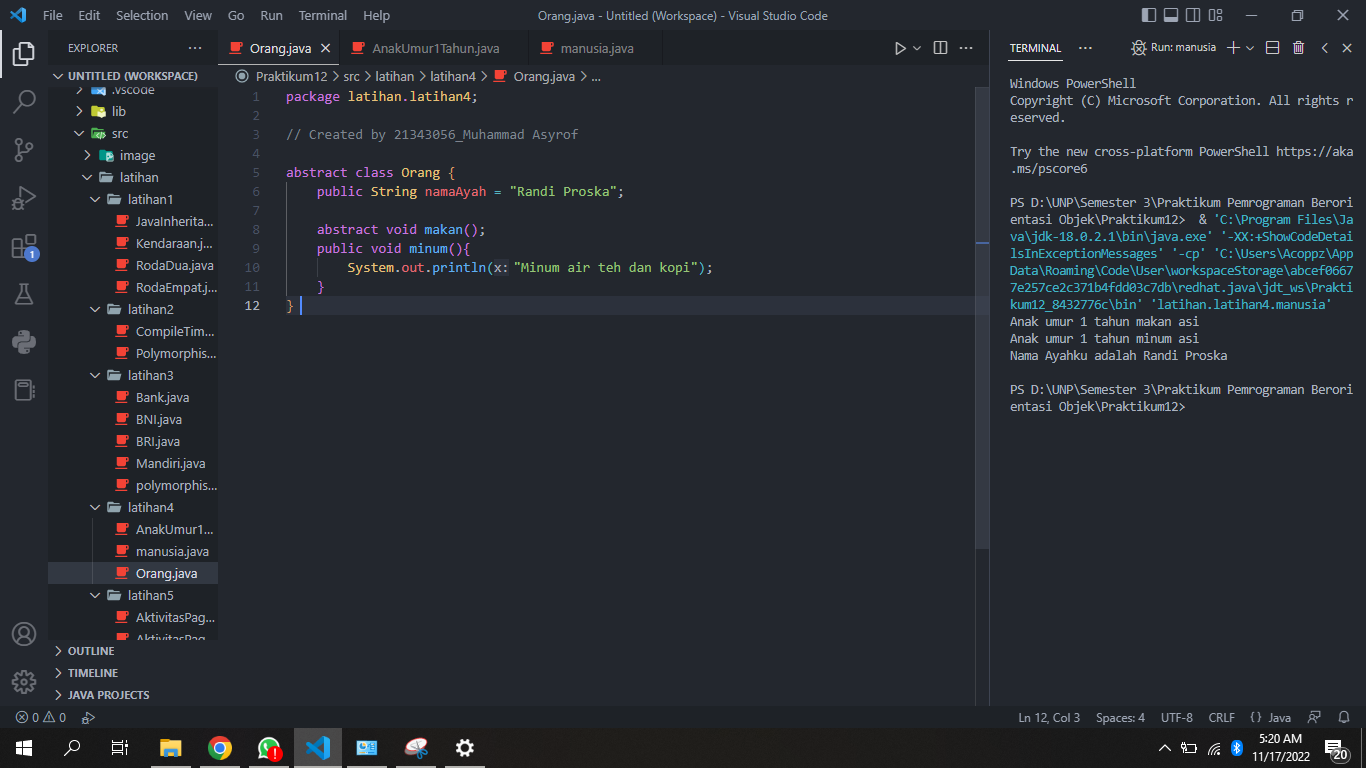 File Edit Selection View Go Run Terminal Help
Orang.java - Untitled (Workspace) - Visual Studio Code
EXPLORER
UNTITLED (WORKSPACE)
.vscode
lib
src
image
latihan
latihan1
JavaInherita...
Kendaraan.j...
RodaDua.java
RodaEmpat.j...
latihan2
CompileTim...
Polymorphis...
latihan3
Bank.java
BNI.java
BRI.java
Mandiri.java
polymorphis...
latihan4
AnakUmur1...
manusia.java
Orang.java
latihan5
AktivitasPag...
AktivitasPag
OUTLINE
TIMELINE
JAVA PROJECTS
1
Orang.java
AnakUmur1Tahun.java
manusia.java
Praktikum12 > src > latihan > latihan4 > Orang.java > ...
1 package latihan.latihan4;
2
3 // Created by 21343056_Muhammad Asyrof
4
5 abstract class Orang {
6 public String namaAyah = "Randi Proska";
7
8 abstract void makan();
9 public void minum(){
10 System.out.println(x: "Minum air teh dan kopi");
11 }
12 }
TERMINAL
Run: manusia
Windows PowerShell
Copyright (C) Microsoft Corporation. All rights r
eserved.
Try the new cross-platform PowerShell https://aka
.ms/pscore6
PS D:\UNP\Semester 3\Praktikum Pemrograman Berori
entasi Objek\Praktikum12>  & 'C:\Program Files\Ja
va\jdk-18.0.2.1\bin\java.exe' '-XX:+ShowCodeDetai
lsInExceptionMessages' '-cp' 'C:\Users\Acoppz\App
Data\Roaming\Code\User\workspaceStorage\abcef0667
7e257ce2c371b4fdd03c7db\redhat.java\jdt_ws\Prakti
kum12_8432776c\bin' 'latihan.latihan4.manusia'
Anak umur 1 tahun makan asi
Anak umur 1 tahun minum asi
Nama Ayahku adalah Randi Proska
PS D:\UNP\Semester 3\Praktikum Pemrograman Berori
entasi Objek\Praktikum12>
0 0
Ln 12, Col 3 Spaces: 4 UTF-8 CRLF {} Java
5:20 AM
11/17/2022
20